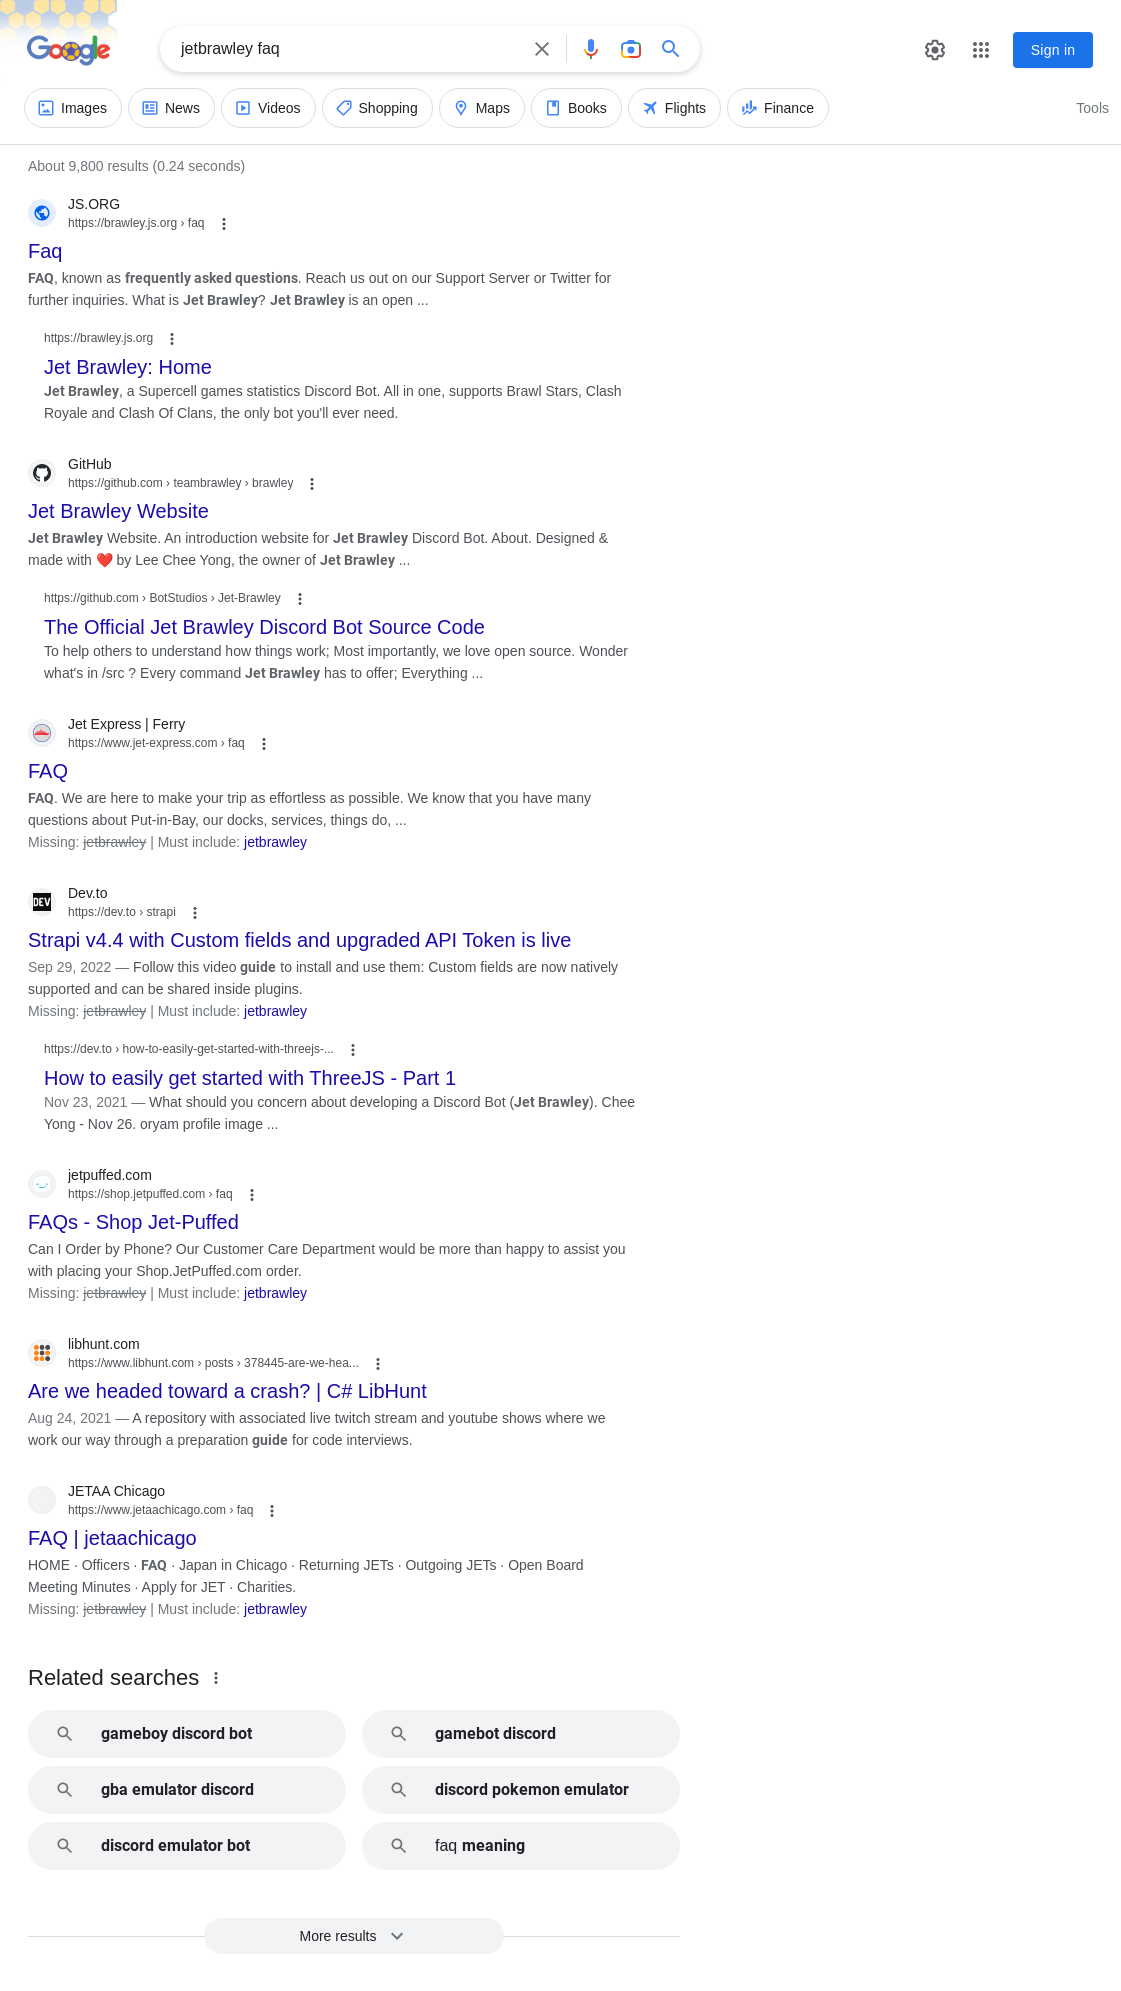 Google
jetbrawley faq
Sign in
Images
News
Videos
Shopping
Maps
Books
Flights
Finance
Tools
About 9,800 results (0.24 seconds)
JS.ORG
https://brawley.js.org › faq
Faq
FAQ, known as frequently asked questions. Reach us out on our Support Server or Twitter for
further inquiries. What is Jet Brawley? Jet Brawley is an open ...
https://brawley.js.org
Jet Brawley: Home
Jet Brawley, a Supercell games statistics Discord Bot. All in one, supports Brawl Stars, Clash
Royale and Clash Of Clans, the only bot you'll ever need.
GitHub
https://github.com › teambrawley › brawley
Jet Brawley Website
Jet Brawley Website. An introduction website for Jet Brawley Discord Bot. About. Designed &
made with ❤️ by Lee Chee Yong, the owner of Jet Brawley ...
https://github.com › BotStudios › Jet-Brawley
The Official Jet Brawley Discord Bot Source Code
To help others to understand how things work; Most importantly, we love open source. Wonder
what's in /src ? Every command Jet Brawley has to offer; Everything ...
Jet Express | Ferry
https://www.jet-express.com › faq
FAQ
FAQ. We are here to make your trip as effortless as possible. We know that you have many
questions about Put-in-Bay, our docks, services, things do, ...
Missing: jetbrawley | Must include: jetbrawley
DEV
Dev.to
https://dev.to › strapi
Strapi v4.4 with Custom fields and upgraded API Token is live
Sep 29, 2022 — Follow this video guide to install and use them: Custom fields are now natively
supported and can be shared inside plugins.
Missing: jetbrawley | Must include: jetbrawley
https://dev.to › how-to-easily-get-started-with-threejs-...
How to easily get started with ThreeJS - Part 1
Nov 23, 2021 — What should you concern about developing a Discord Bot (Jet Brawley). Chee
Yong - Nov 26. oryam profile image ...
jetpuffed.com
https://shop.jetpuffed.com › faq
FAQs - Shop Jet-Puffed
Can I Order by Phone? Our Customer Care Department would be more than happy to assist you
with placing your Shop.JetPuffed.com order.
Missing: jetbrawley | Must include: jetbrawley
libhunt.com
https://www.libhunt.com › posts › 378445-are-we-hea...
Are we headed toward a crash? | C# LibHunt
Aug 24, 2021 — A repository with associated live twitch stream and youtube shows where we
work our way through a preparation guide for code interviews.
JETAA Chicago
https://www.jetaachicago.com › faq
FAQ | jetaachicago
HOME · Officers · FAQ · Japan in Chicago · Returning JETs · Outgoing JETs · Open Board
Meeting Minutes · Apply for JET · Charities.
Missing: jetbrawley | Must include: jetbrawley
Related searches
gameboy discord bot
gamebot discord
gba emulator discord
discord pokemon emulator
discord emulator bot
faq meaning
More results